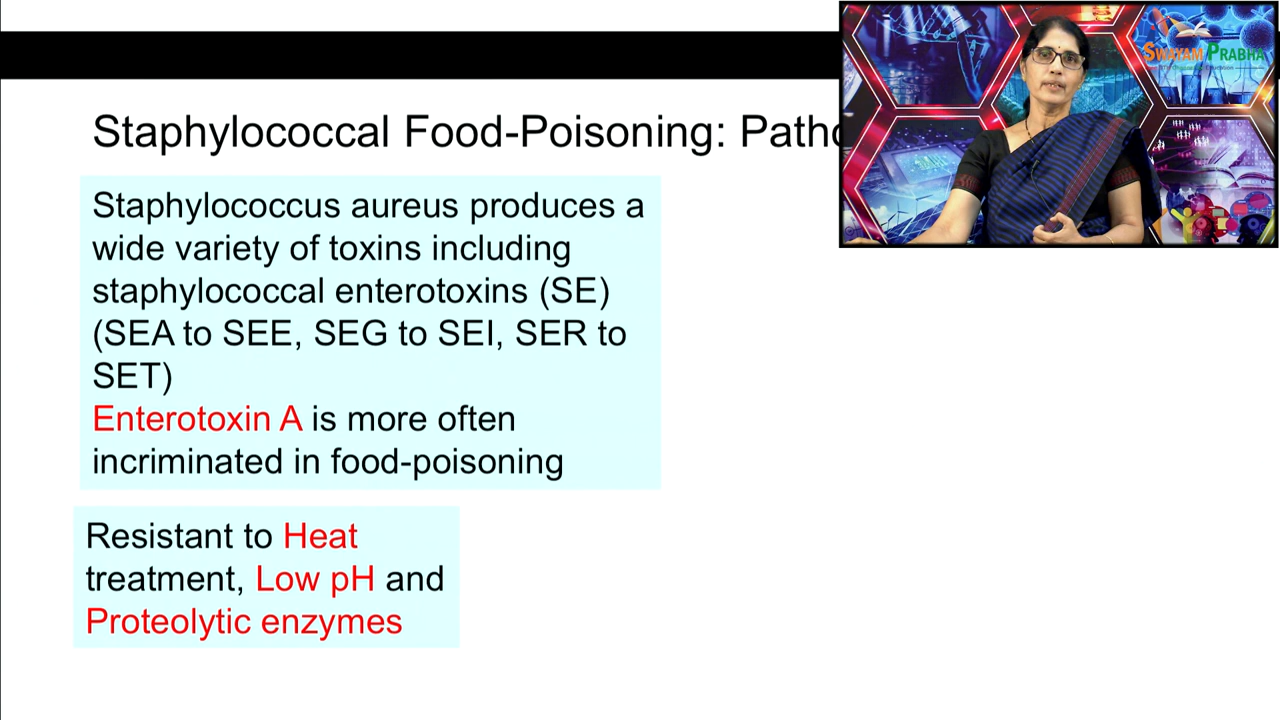 Staphylococcal Food-Poisoning:
SWAYAM PRABHA
Staphylococcus aureus produces a
wide variety of toxins including
staphylococcal enterotoxins (SE)
(SEA to SEE, SEG to SEI, SER to
SET)
Enterotoxin A is more often
incriminated in food-poisoning
Resistant to Heat
treatment, Low pH and
Proteolytic enzymes